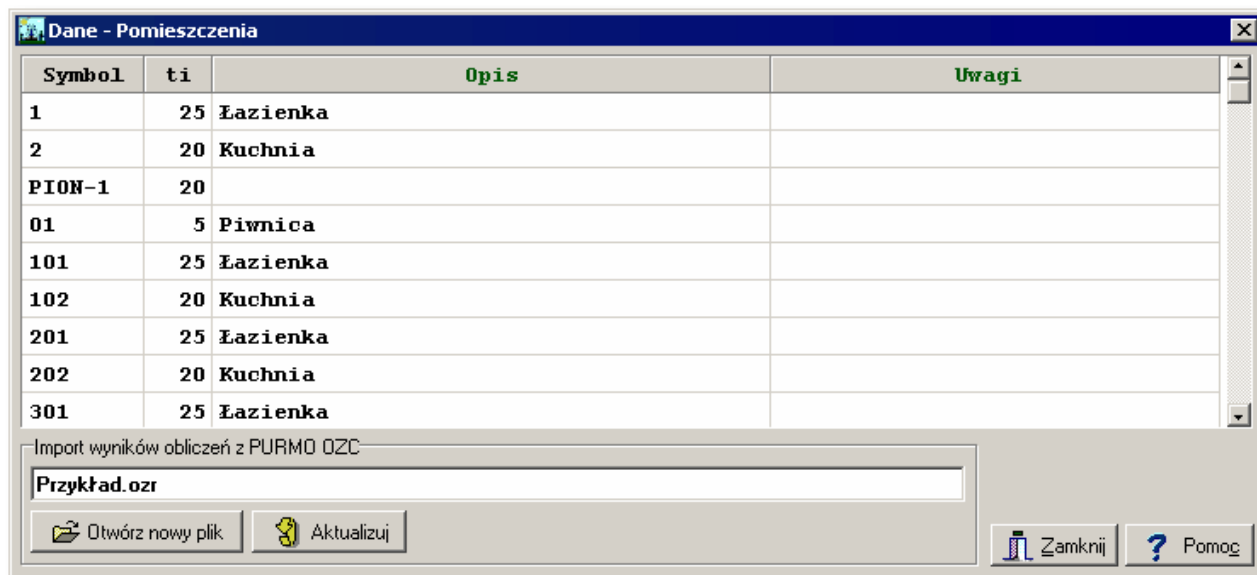 Dane - Pomieszczenia
Symbol ti Opis Uwagi
1 25 Łazienka
2 20 Kuchnia
PION-1 20
01 5 Piwnica
101 25 Łazienka
102 20 Kuchnia
201 25 Łazienka
202 20 Kuchnia
301 25 Łazienka
Import wyników obliczeń z PURMO OZC
Przykład.ozr
Otwórz nowy plik Aktualizuj Zamknij ? Pomoc